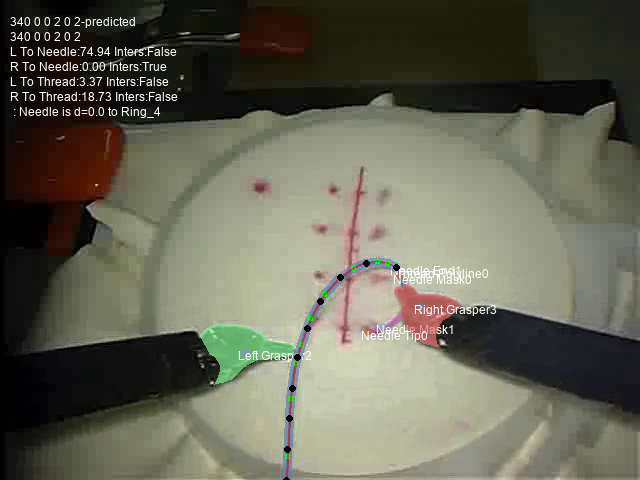 340 0 0 2 0 2-predicted
340 0 0 2 0 2
L To Needle:74.94 Inters:False
R To Needle:0.00 Inters:True
L To Thread:3.37 Inters:False
R To Thread:18.73 Inters:False
: Needle is d=0.0 to Ring_4
Needle End1
Polyline0
Needle Mask0
Right Grasper3
Needle Mask1
Needle Tip0
Left Grasper2